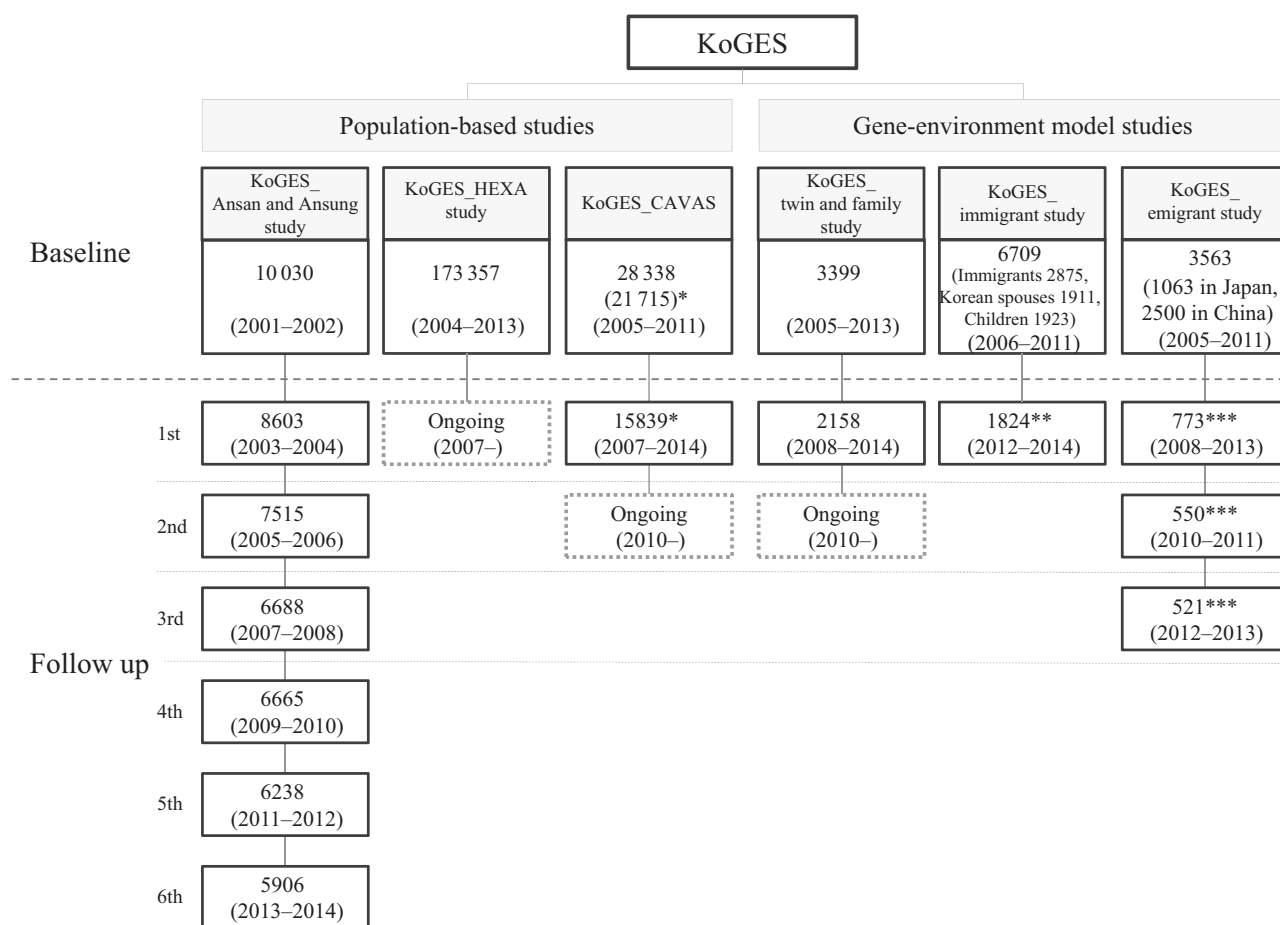 KoGES
Population-based studies
Gene-environment model studies
KoGES_
Ansan and Ansung
study
KoGES_HEXA
study
KoGES_CAVAS
KoGES_
twin and family
study
KoGES_
immigrant study
KoGES_
emigrant study
Baseline
10 030
(2001–2002)
173 357
(2004–2013)
28 338
(21 715)*
(2005–2011)
3399
(2005–2013)
6709
(Immigrants 2875,
Korean spouses 1911,
Children 1923)
(2006–2011)
3563
(1063 in Japan,
2500 in China)
(2005–2011)
Follow up
1st
8603
(2003–2004)
Ongoing
(2007–)
15839*
(2007–2014)
2158
(2008–2014)
1824**
(2012–2014)
773***
(2008–2013)
2nd
7515
(2005–2006)
Ongoing
(2010–)
Ongoing
(2010–)
550***
(2010–2011)
3rd
6688
(2007–2008)
521***
(2012–2013)
4th
6665
(2009–2010)
5th
6238
(2011–2012)
6th
5906
(2013–2014)